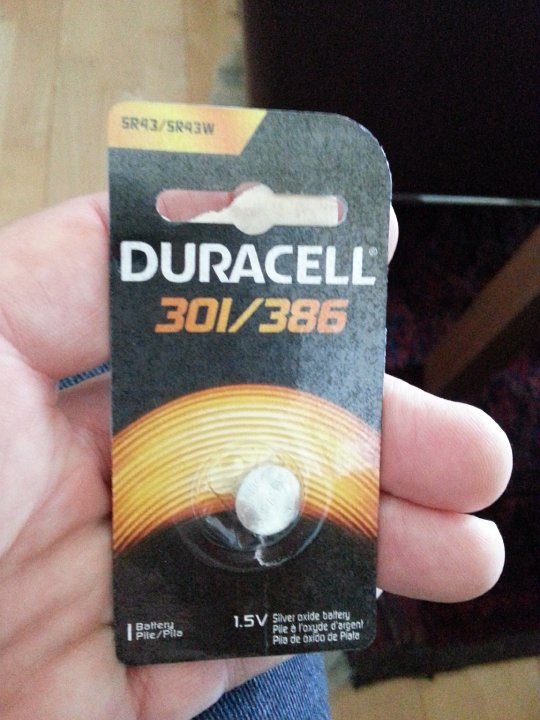 SR43/SR43W
DURACELL®
301/386
1 Battery
Pile/Pila
1.5V Silver oxide battery
Pile à l'oxyde d'argent
Pila de óxido de Plata